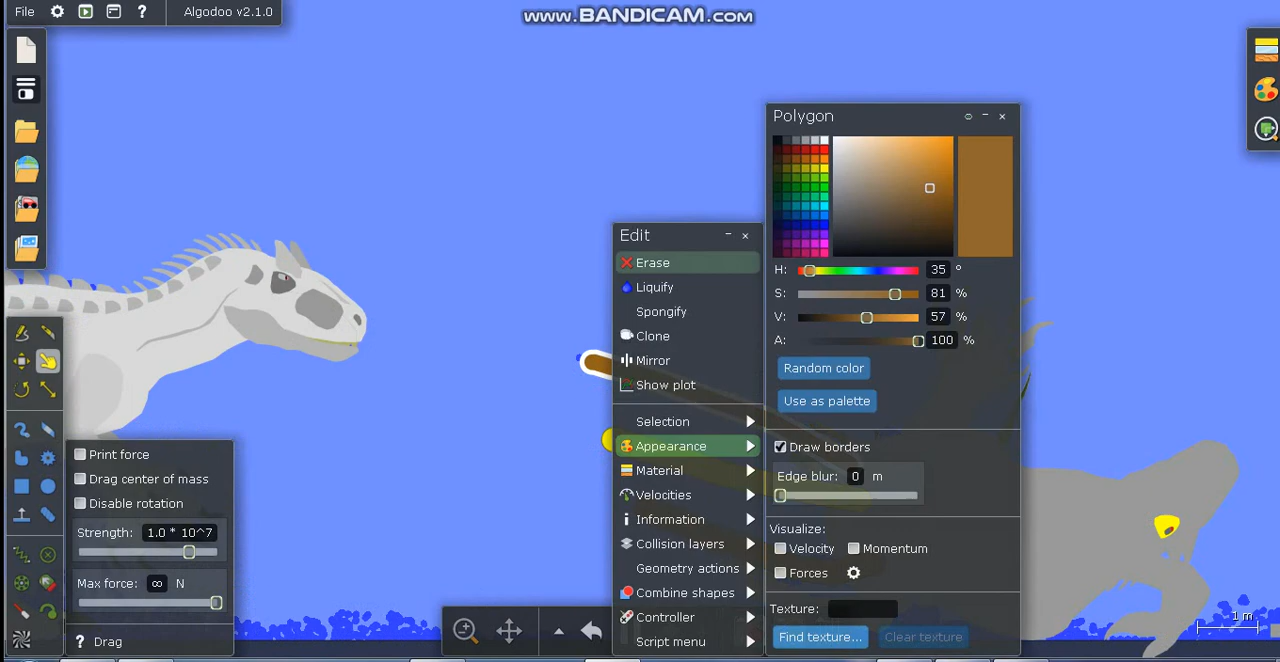 File ? Algodoo v2.1.0
www.BANDICAM.com
Polygon
H: 35 °
S: 81 %
V: 57 %
A: 100 %
Random color
Use as palette
Draw borders
Edge blur: 0 m
Visualize:
Velocity Momentum
Forces
Texture:
Find texture... Clear texture
Edit
Erase
Liquify
Spongify
Clone
Mirror
Show plot
Selection
Appearance
Material
Velocities
Information
Collision layers
Geometry actions
Combine shapes
Controller
Script menu
Print force
Drag center of mass
Disable rotation
Strength: 1.0 * 10^7
Max force: ∞ N
? Drag
1 m